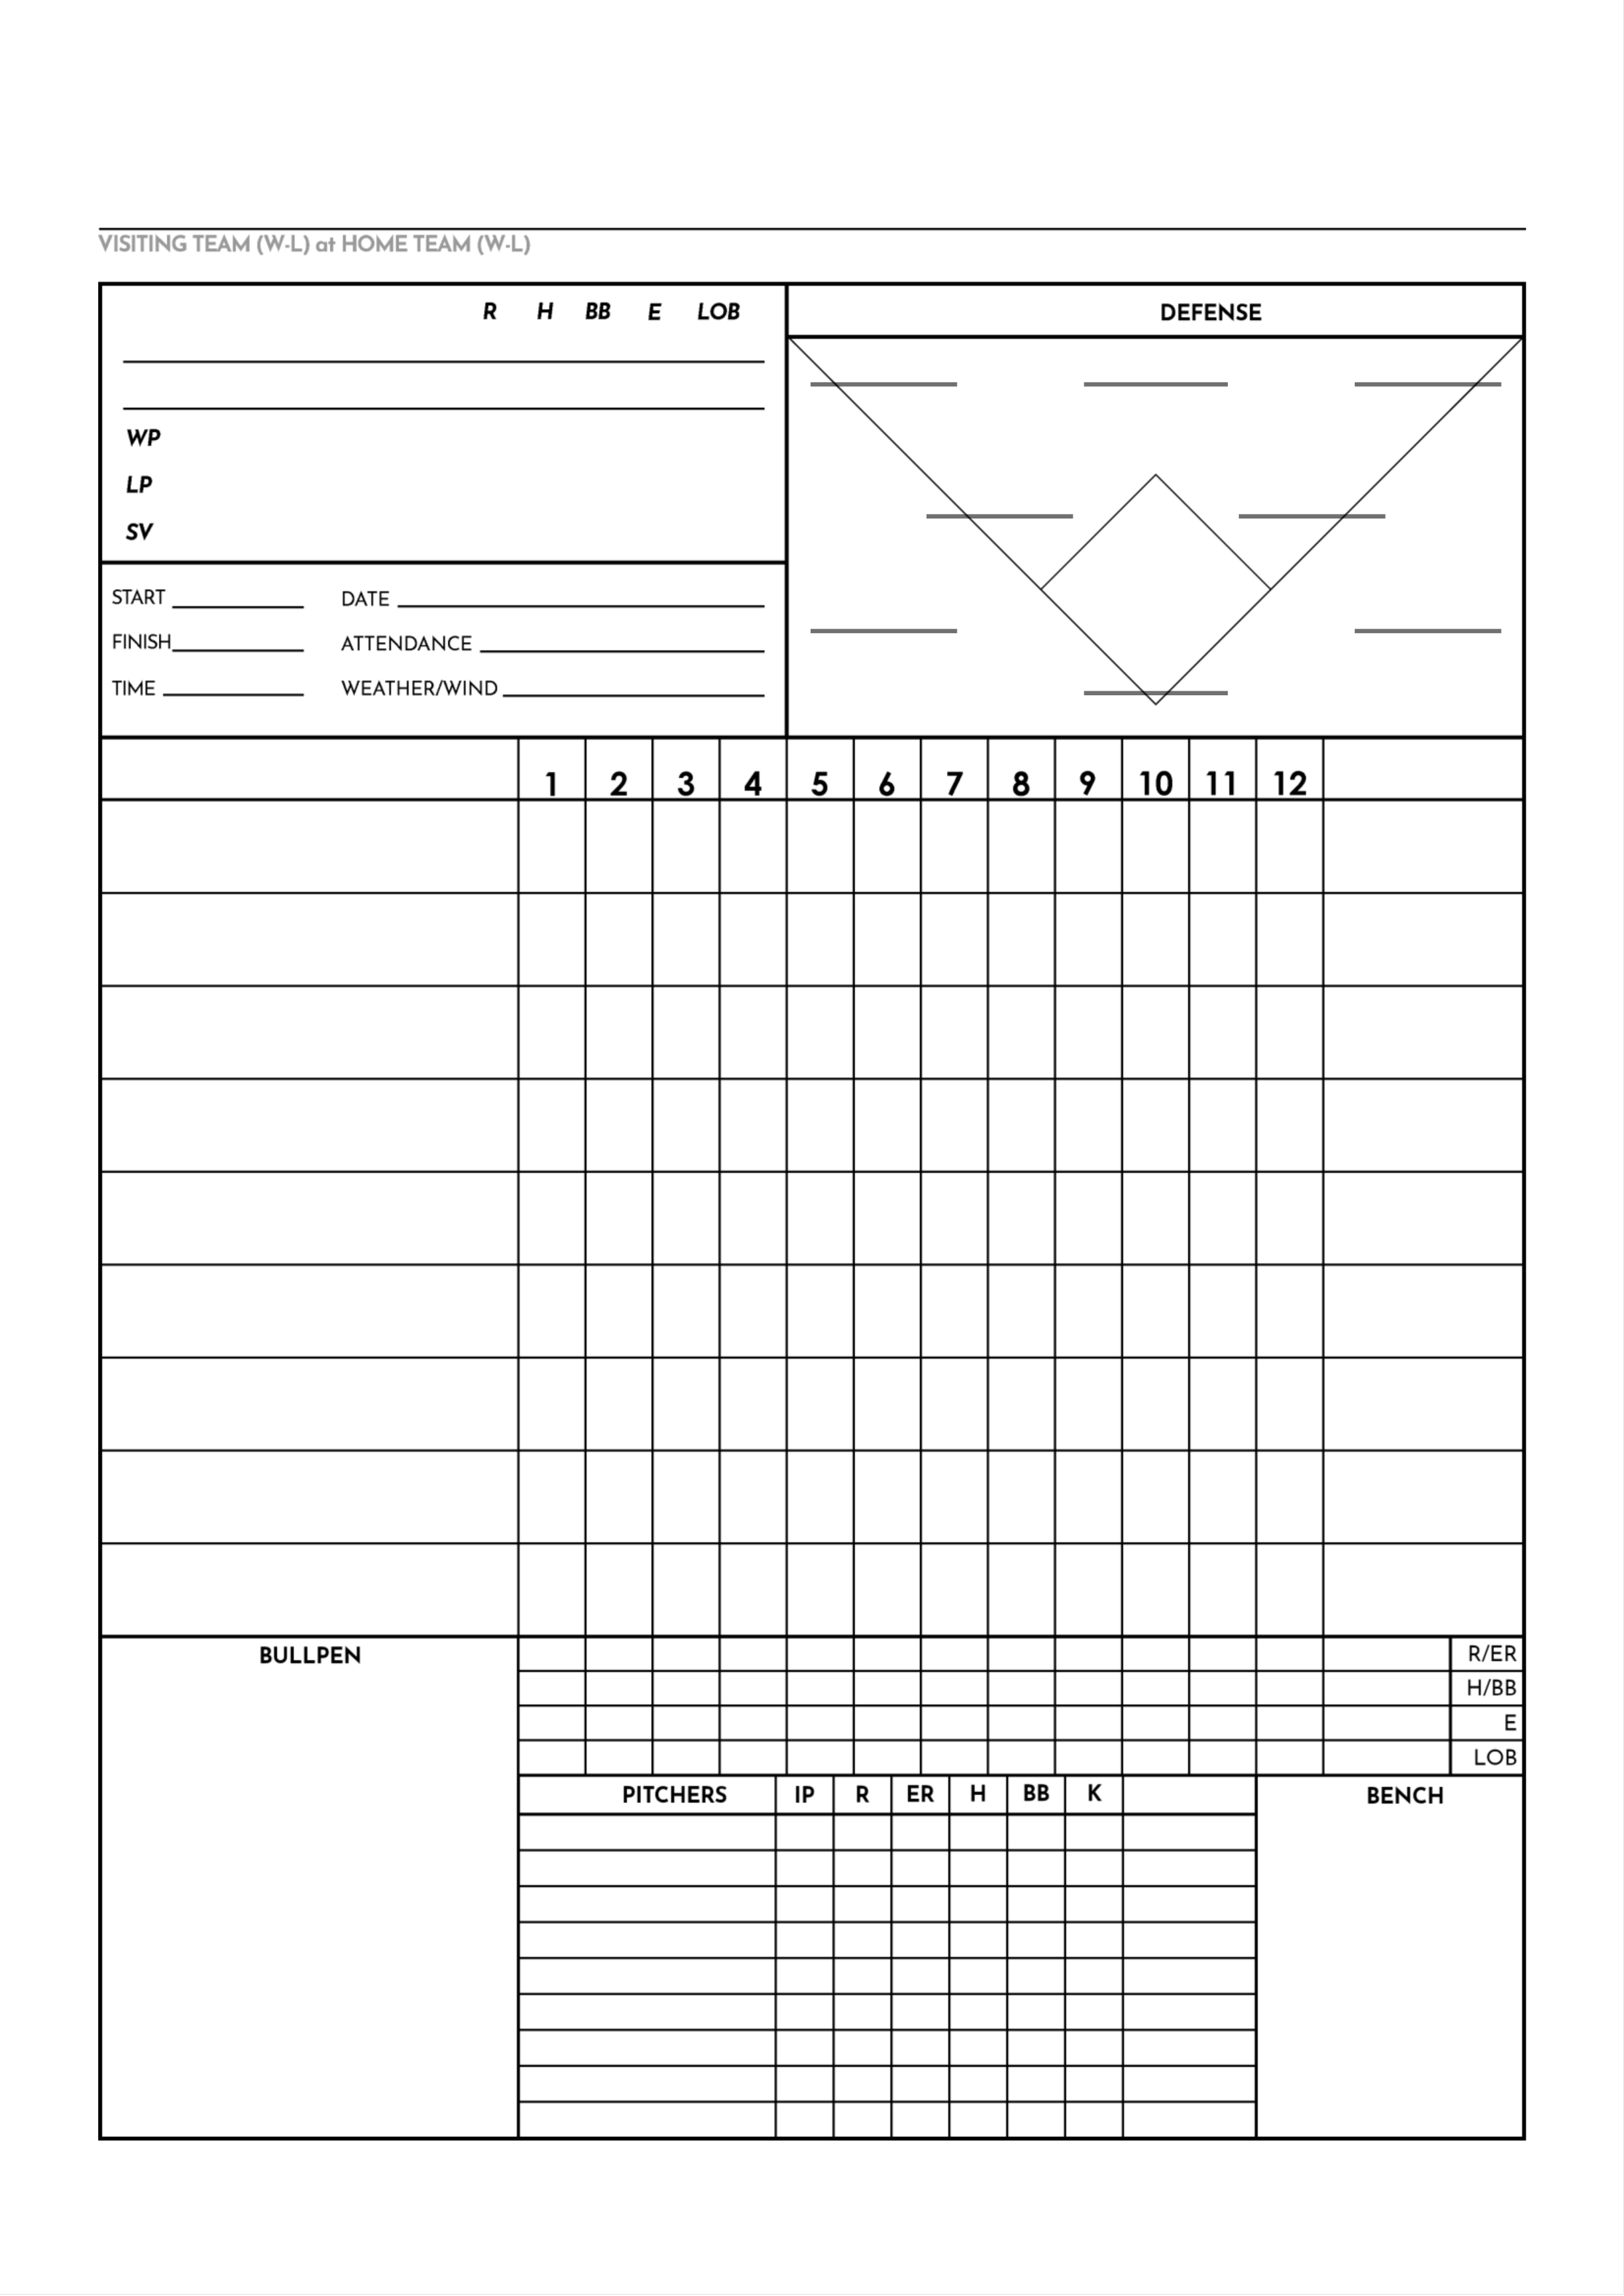 VISITING TEAM (W-L) at HOME TEAM (W-L)
R H BB E LOB
WP
LP
SV
DEFENSE
START DATE
FINISH ATTENDANCE
TIME WEATHER/WIND
1 2 3 4 5 6 7 8 9 10 11 12
BULLPEN
R/ER
H/BB
E
LOB
PITCHERS IP R ER H BB K
BENCH